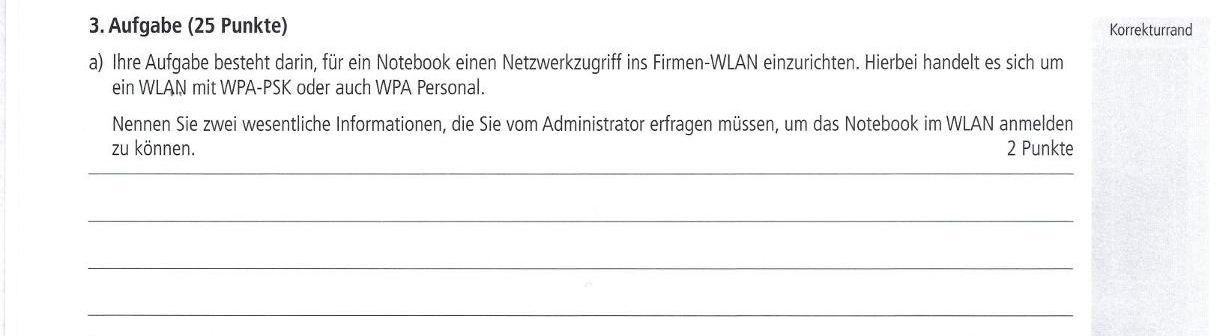 3. Aufgabe (25 Punkte)
Korrekturrand
a) Ihre Aufgabe besteht darin, für ein Notebook einen Netzwerkzugriff ins Firmen-WLAN einzurichten. Hierbei handelt es sich um
ein WLAN mit WPA-PSK oder auch WPA Personal.
Nennen Sie zwei wesentliche Informationen, die Sie vom Administrator erfragen müssen, um das Notebook im WLAN anmelden
zu können. 2 Punkte